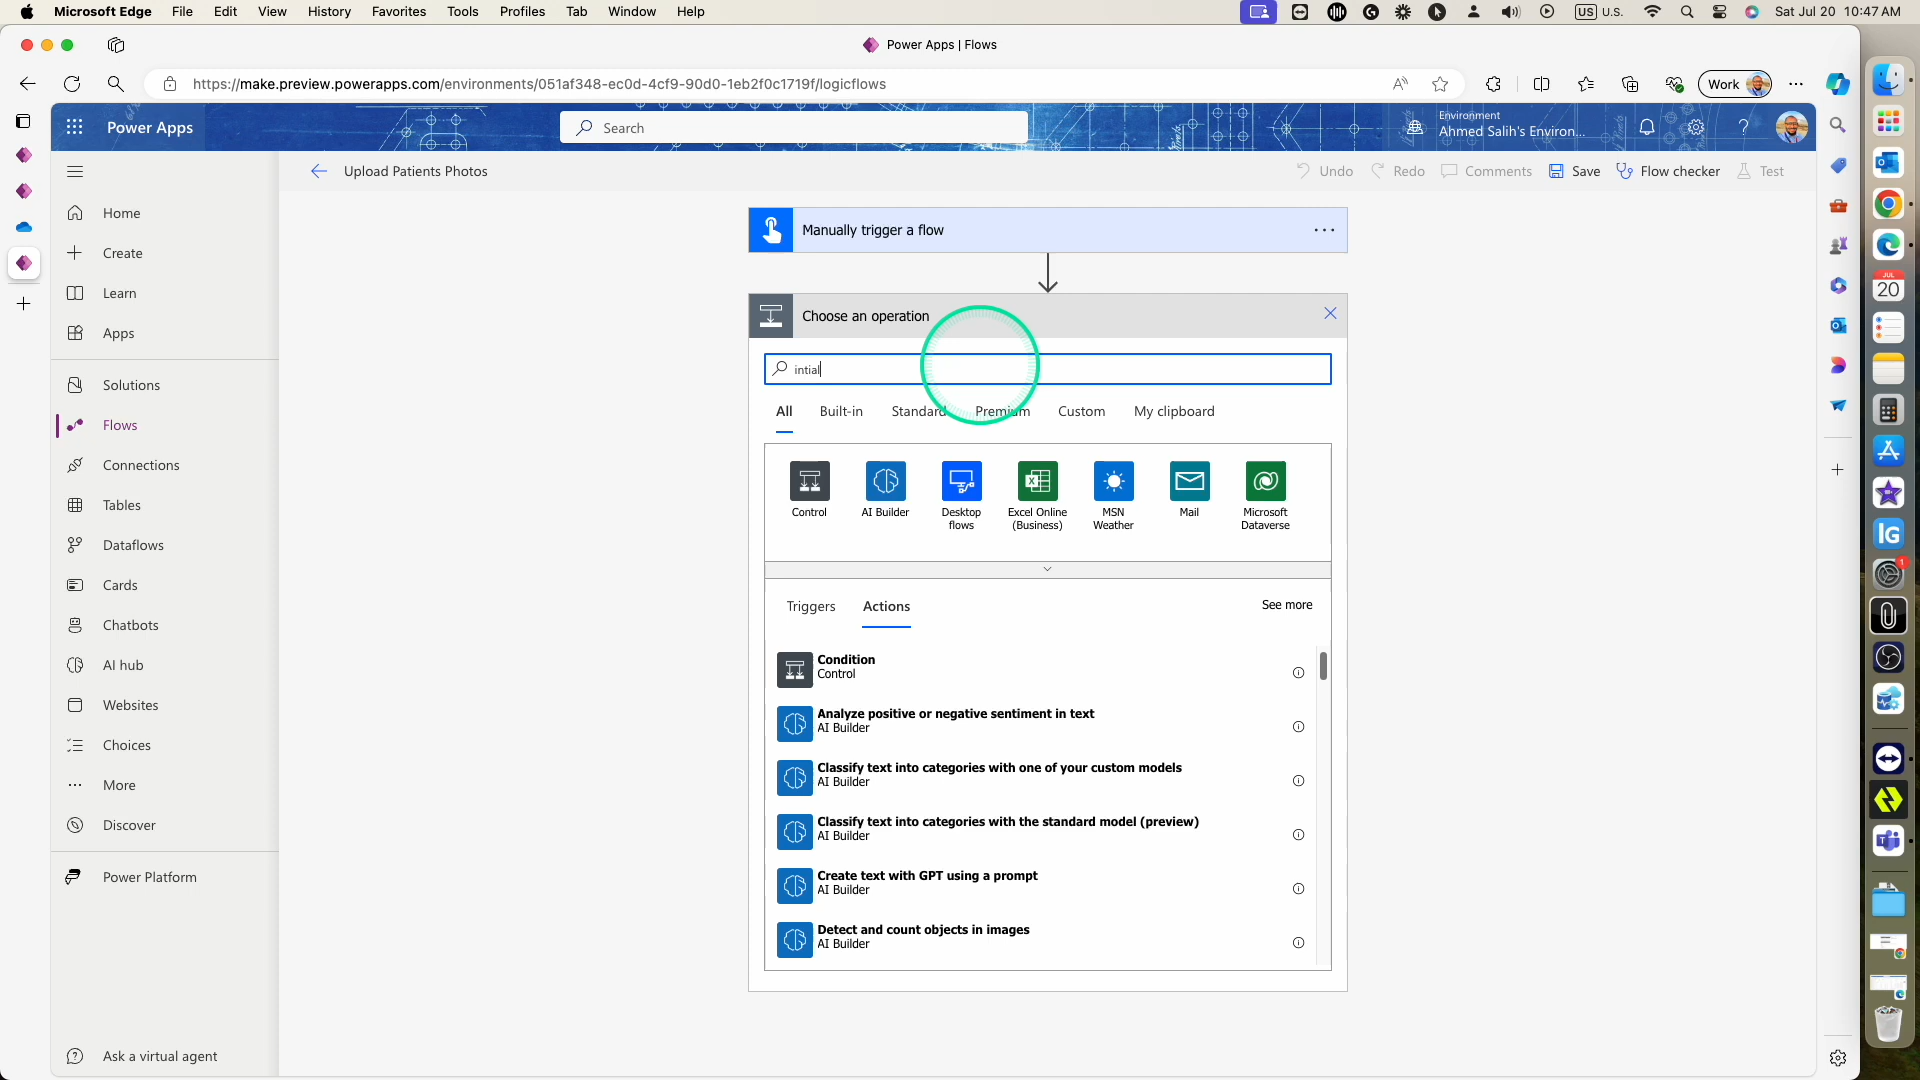 Microsoft Edge File Edit View History Favorites Tools Profiles Tab Window Help
US U.S. Sat Jul 20 10:47 AM
Power Apps | Flows
https://make.preview.powerapps.com/environments/051af348-ec0d-4cf9-90d0-1eb2f0c1719f/logicflows
Work
Power Apps
Search
Environment
Ahmed Salih's Environ...
Upload Patients Photos
Undo Redo Comments Save Flow checker Test
Home
Create
Learn
Apps
Solutions
Flows
Connections
Tables
Dataflows
Cards
Chatbots
AI hub
Websites
Choices
More
Discover
Power Platform
Ask a virtual agent
Manually trigger a flow
Choose an operation
intial
All Built-in Standard Premium Custom My clipboard
Control
AI Builder
Desktop
flows
Excel Online
(Business)
MSN
Weather
Mail
Microsoft
Dataverse
Triggers Actions See more
Condition
Control
Analyze positive or negative sentiment in text
AI Builder
Classify text into categories with one of your custom models
AI Builder
Classify text into categories with the standard model (preview)
AI Builder
Create text with GPT using a prompt
AI Builder
Detect and count objects in images
AI Builder
JUL
20
Ig
1